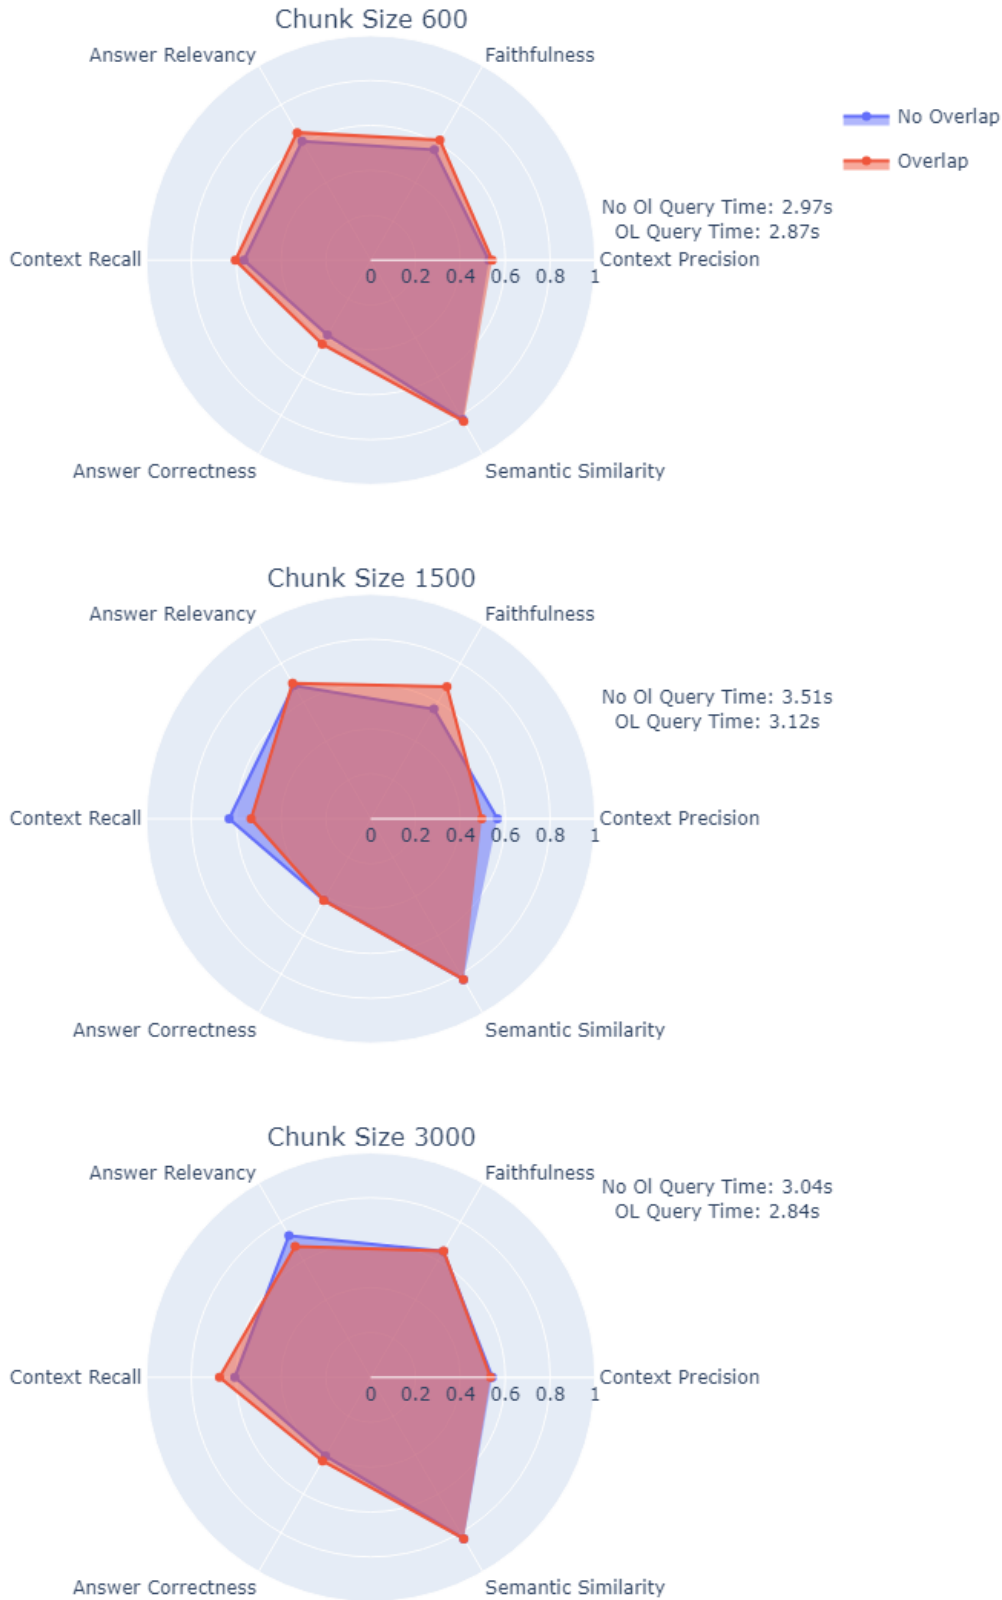 Chunk Size 600
Answer Relevancy
Faithfulness
No Overlap
Overlap
No Ol Query Time: 2.97s
OL Query Time: 2.87s
Context Recall
Context Precision
0 0.2 0.4 0.6 0.8 1
Answer Correctness
Semantic Similarity
Chunk Size 1500
Answer Relevancy
Faithfulness
No Ol Query Time: 3.51s
OL Query Time: 3.12s
Context Recall
Context Precision
0 0.2 0.4 0.6 0.8 1
Answer Correctness
Semantic Similarity
Chunk Size 3000
Answer Relevancy
Faithfulness
No Ol Query Time: 3.04s
OL Query Time: 2.84s
Context Recall
Context Precision
0 0.2 0.4 0.6 0.8 1
Answer Correctness
Semantic Similarity